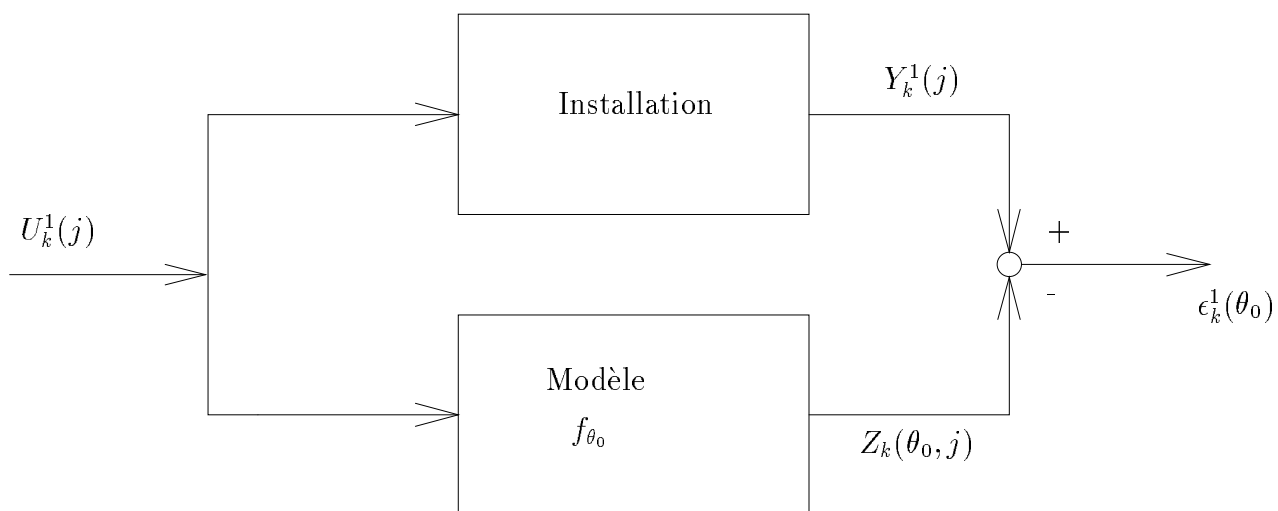 Installation
Y_k^1(j)
U_k^1(j)
+
-
ϵ_k^1(θ_0)
Modèle
f_{θ_0}
Z_k(θ_0, j)